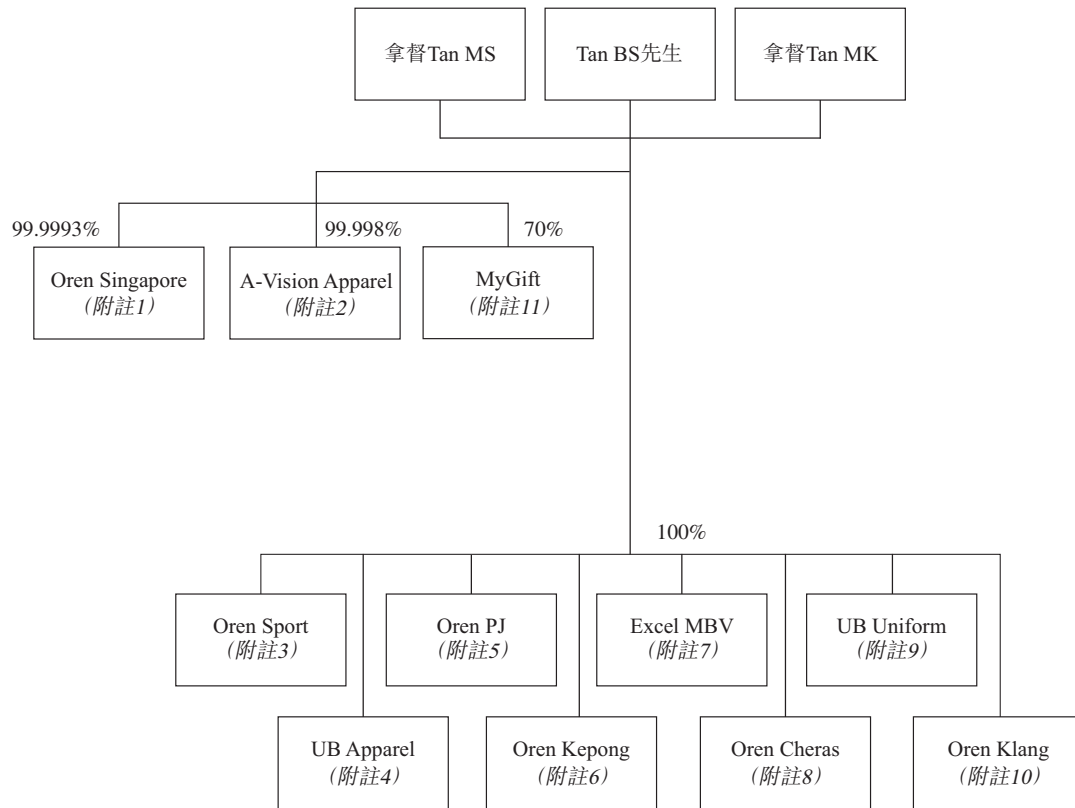 拿督Tan MS
Tan BS先生
拿督Tan MK
99.9993%
99.998%
70%
Oren Singapore
(附註1)
A-Vision Apparel
(附註2)
MyGift
(附註11)
100%
Oren Sport
(附註3)
Oren PJ
(附註5)
Excel MBV
(附註7)
UB Uniform
(附註9)
UB Apparel
(附註4)
Oren Kepong
(附註6)
Oren Cheras
(附註8)
Oren Klang
(附註10)